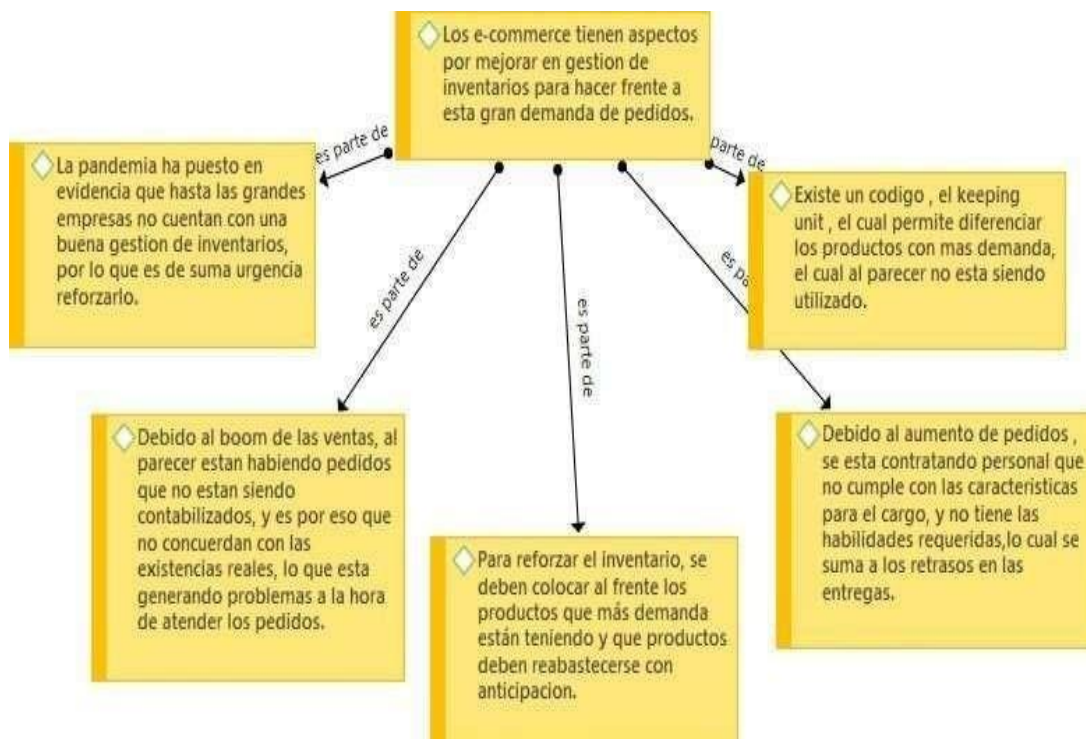 Los e-commerce tienen aspectos
por mejorar en gestion de
inventarios para hacer frente a
esta gran demanda de pedidos.
es parte de
parte de
La pandemia ha puesto en
evidencia que hasta las grandes
empresas no cuentan con una
buena gestion de inventarios,
por lo que es de suma urgencia
reforzarlo.
Existe un codigo , el keeping
unit , el cual permite diferenciar
los productos con mas demanda,
el cual al parecer no esta siendo
utilizado.
es parte de
es parte de
es pa
Debido al boom de las ventas, al
parecer estan habiendo pedidos
que no estan siendo
contabilizados, y es por eso que
no concuerdan con las
existencias reales, lo que esta
generando problemas a la hora
de atender los pedidos.
Para reforzar el inventario, se
deben colocar al frente los
productos que más demanda
están teniendo y que productos
deben reabastecerse con
anticipacion.
Debido al aumento de pedidos ,
se esta contratando personal que
no cumple con las caracteristicas
para el cargo, y no tiene las
habilidades requeridas,lo cual se
suma a los retrasos en las
entregas.